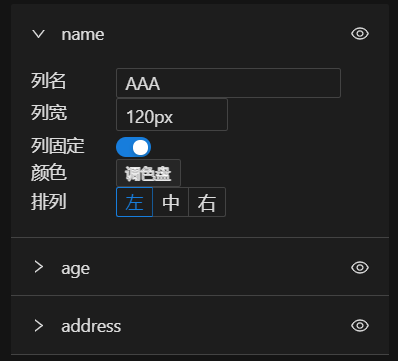 name
列名 AAA
列宽 120px
列固定
颜色 调色盘
排列 左 中 右
age
address